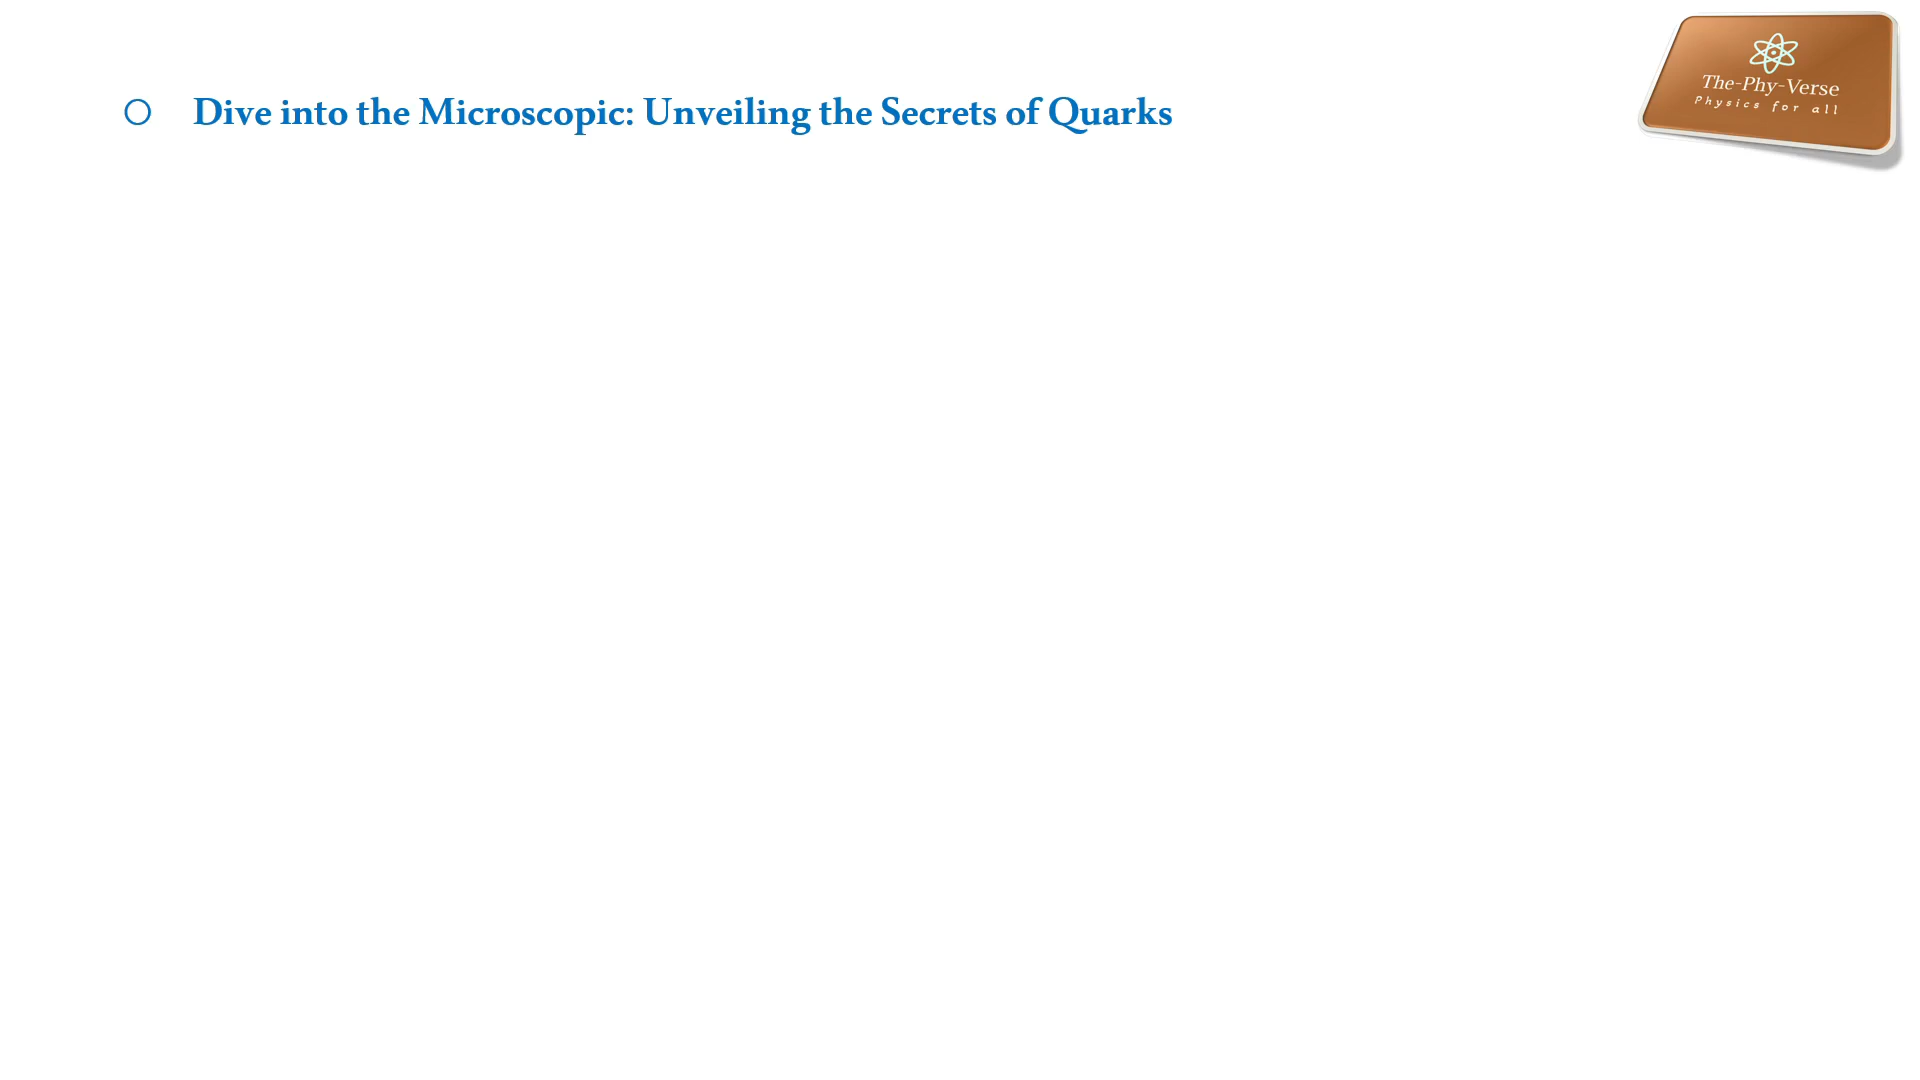 The-Phy-Verse
Physics for all
Dive into the Microscopic: Unveiling the Secrets of Quarks